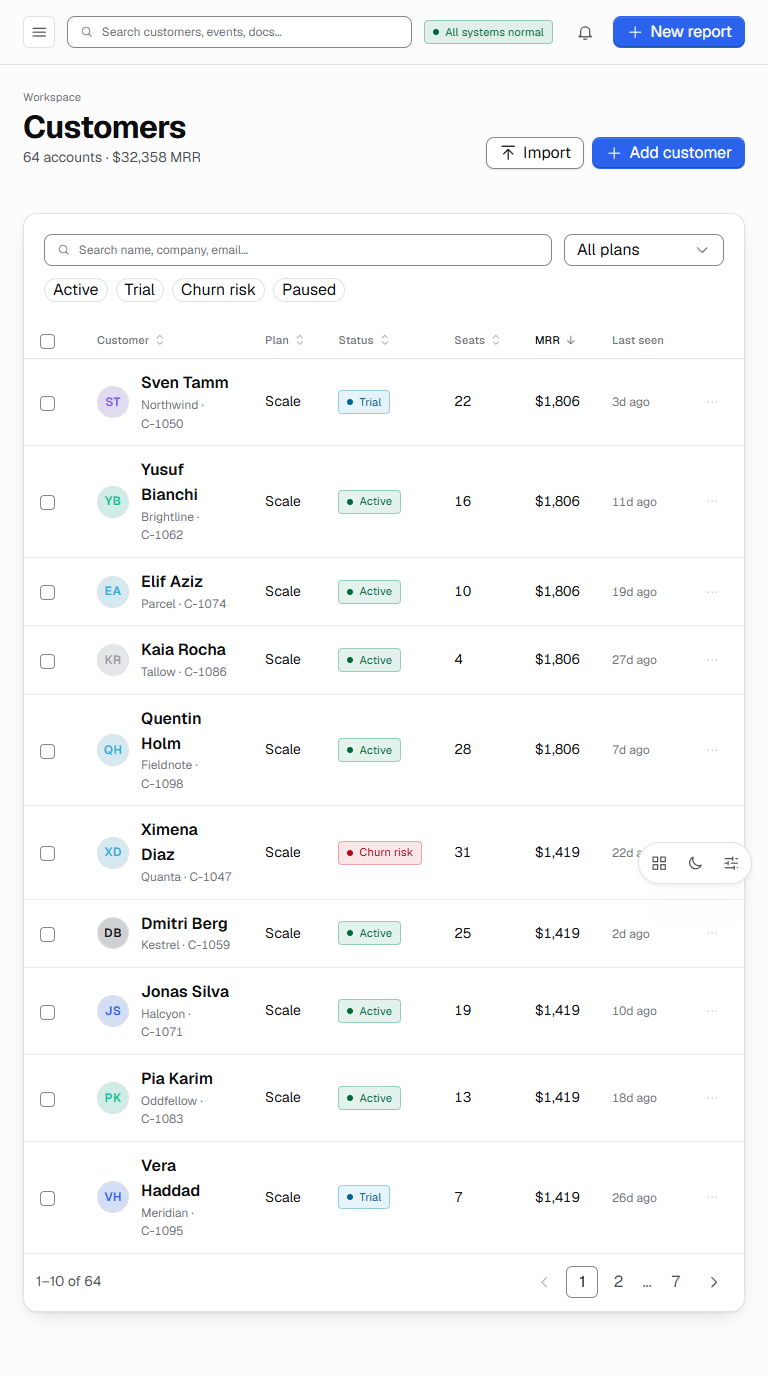 Search customers, events, docs...
All systems normal
New report
Workspace
Customers
64 accounts · $32,358 MRR
Import
Add customer
Search name, company, email...
All plans
Active
Trial
Churn risk
Paused
Customer
Plan
Status
Seats
MRR
Last seen
ST
Sven Tamm
Northwind ·
C-1050
Scale
Trial
22
$1,806
3d ago
YB
Yusuf
Bianchi
Brightline ·
C-1062
Scale
Active
16
$1,806
11d ago
EA
Elif Aziz
Parcel · C-1074
Scale
Active
10
$1,806
19d ago
KR
Kaia Rocha
Tallow · C-1086
Scale
Active
4
$1,806
27d ago
QH
Quentin
Holm
Fieldnote ·
C-1098
Scale
Active
28
$1,806
7d ago
XD
Ximena
Diaz
Quanta · C-1047
Scale
Churn risk
31
$1,419
22d
DB
Dmitri Berg
Kestrel · C-1059
Scale
Active
25
$1,419
2d ago
JS
Jonas Silva
Halcyon ·
C-1071
Scale
Active
19
$1,419
10d ago
PK
Pia Karim
Oddfellow ·
C-1083
Scale
Active
13
$1,419
18d ago
VH
Vera
Haddad
Meridian ·
C-1095
Scale
Trial
7
$1,419
26d ago
1–10 of 64
1
2
...
7